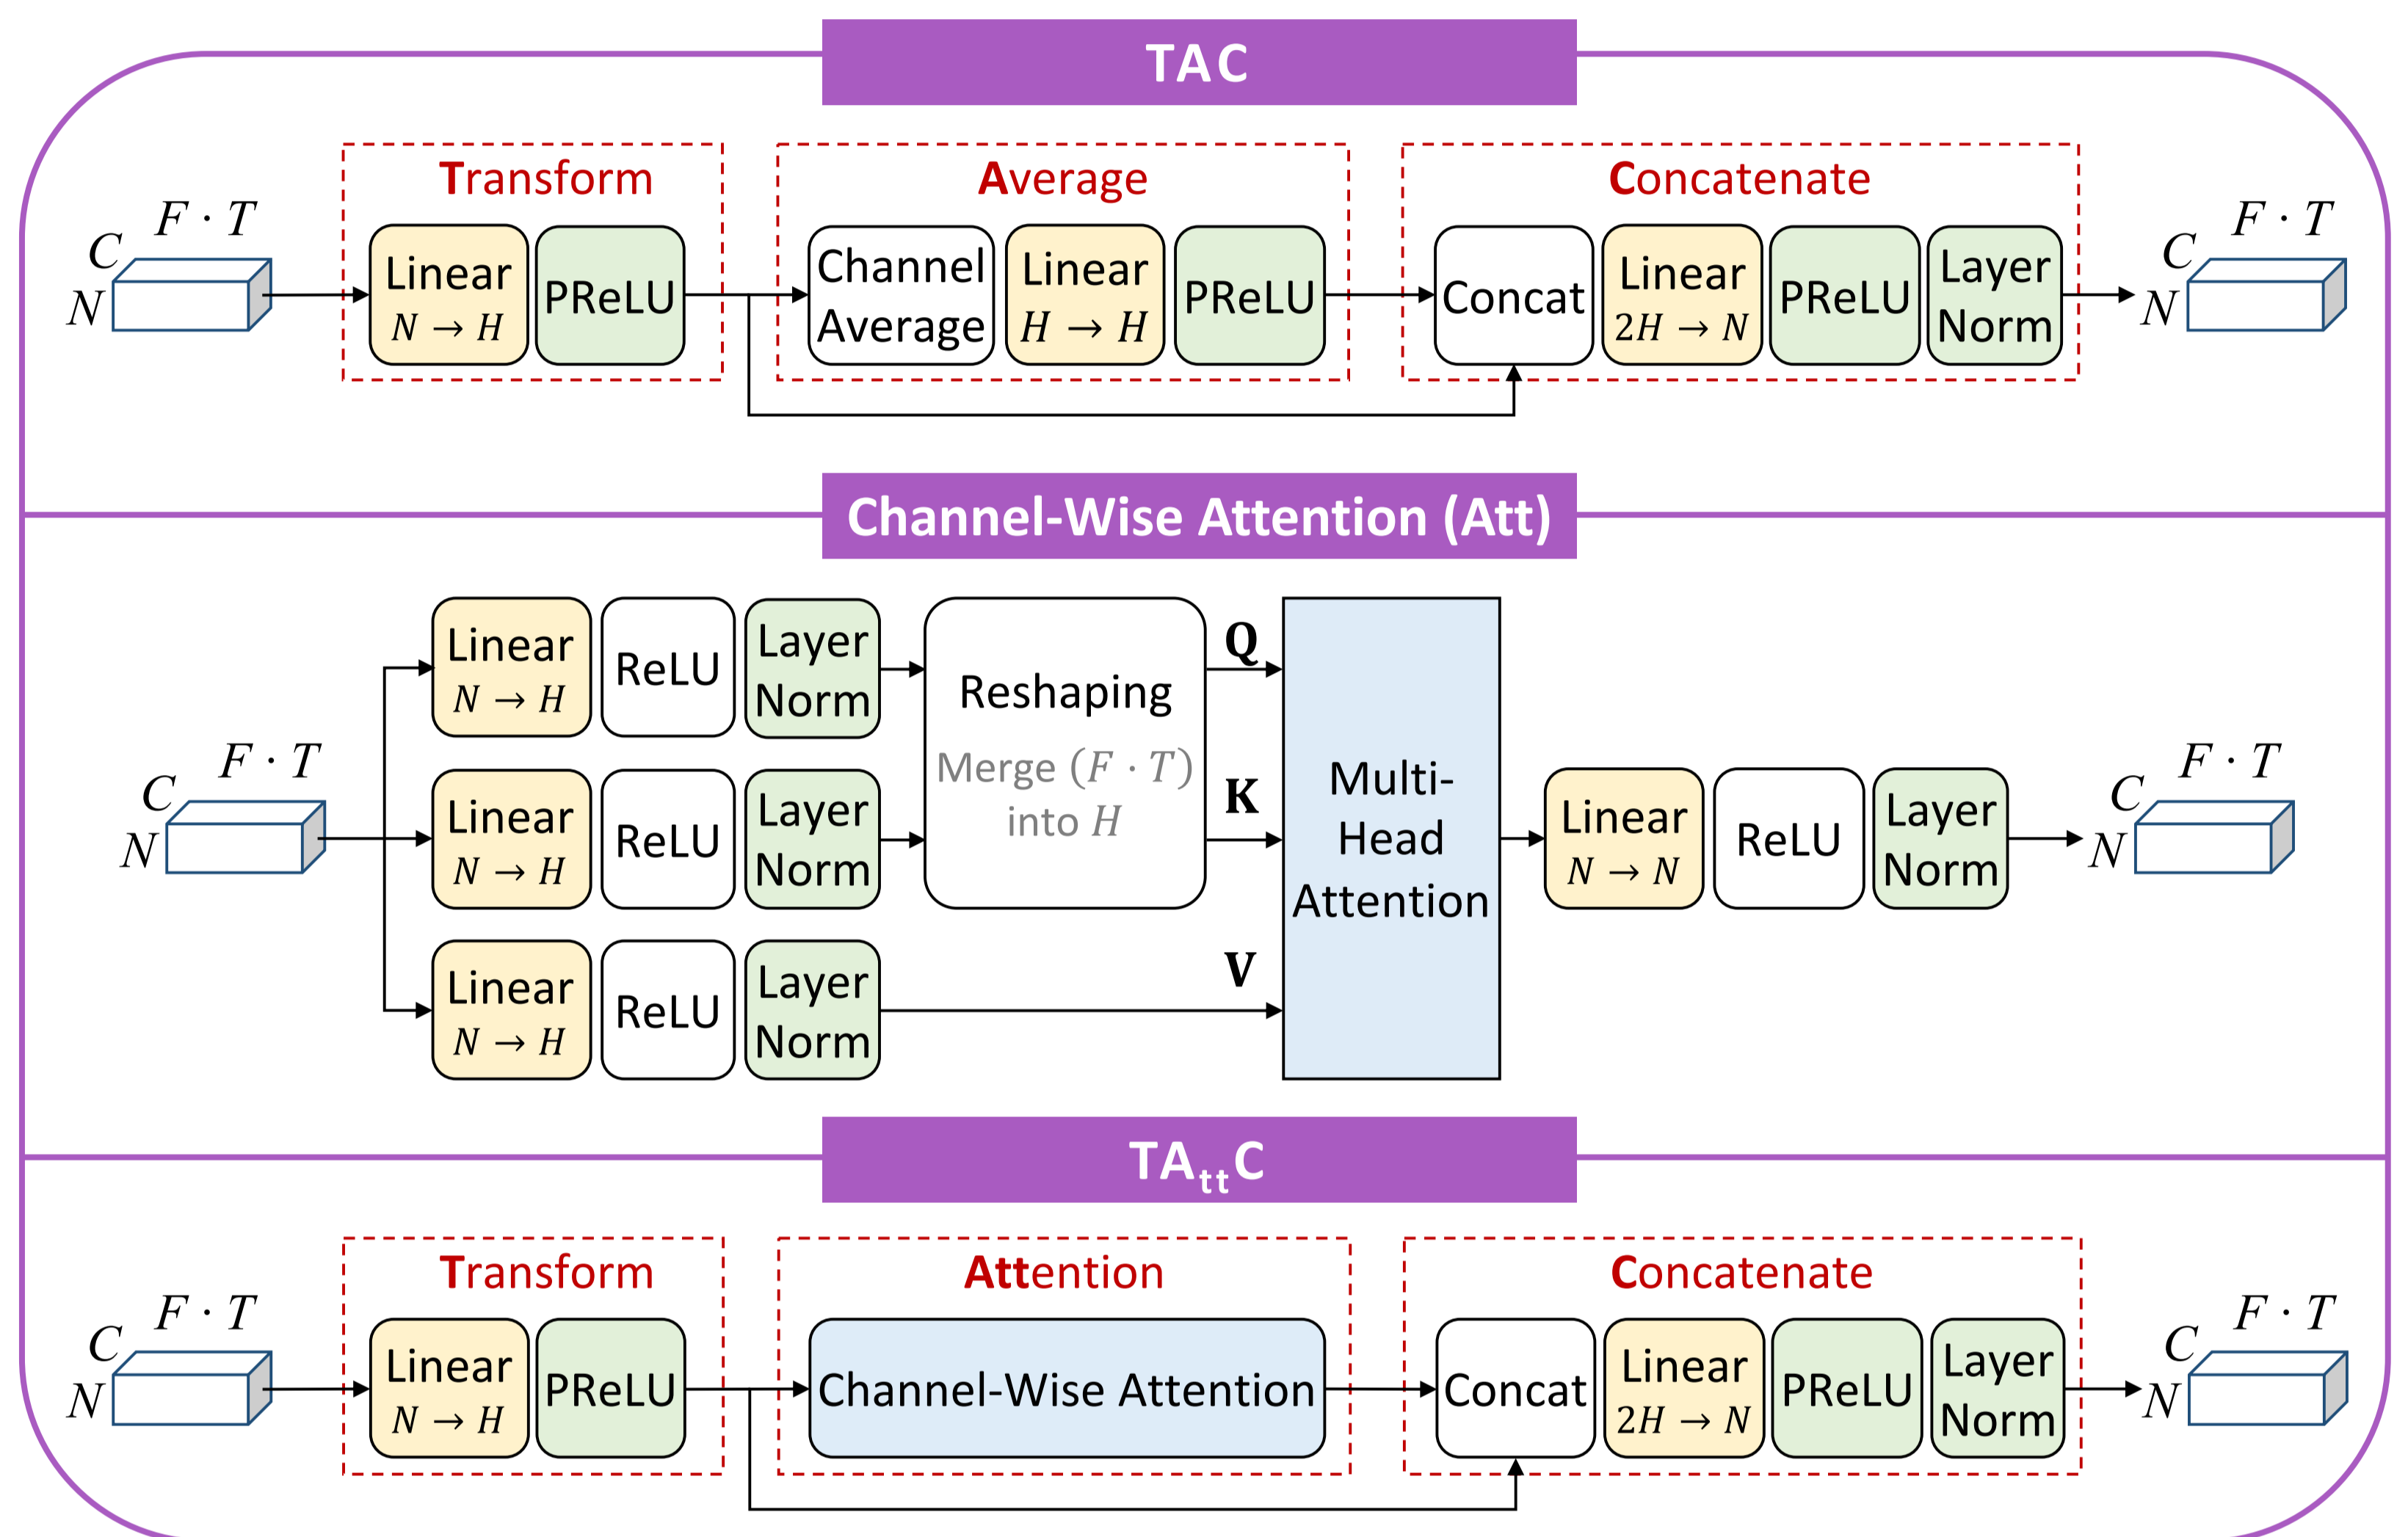 TAC
Transform
Average
Concatenate
C
F · T
N
Linear
N → H
PReLU
Channel
Average
Linear
H → H
PReLU
Concat
Linear
2H → N
PReLU
Layer
Norm
C
F · T
N
Channel-Wise Attention (Att)
C
F · T
N
Linear
N → H
ReLU
Layer
Norm
Linear
N → H
ReLU
Layer
Norm
Linear
N → H
ReLU
Layer
Norm
Reshaping
Merge (F · T)
into H
Q
K
V
Multi-
Head
Attention
Linear
N → N
ReLU
Layer
Norm
C
F · T
N
TAttC
Transform
Attention
Concatenate
C
F · T
N
Linear
N → H
PReLU
Channel-Wise Attention
Concat
Linear
2H → N
PReLU
Layer
Norm
C
F · T
N